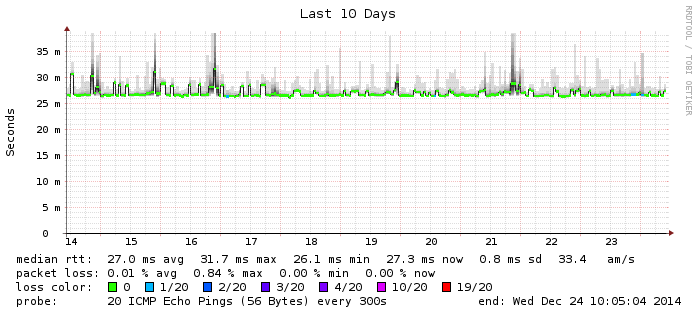 Last 10 Days
RRDTOOL / TOBI OETIKER
Seconds
35 m
30 m
25 m
20 m
15 m
10 m
5 m
0
14 15 16 17 18 19 20 21 22 23
median rtt: 27.0 ms avg 31.7 ms max 26.1 ms min 27.3 ms now 0.8 ms sd 33.4 am/s
packet loss: 0.01 % avg 0.84 % max 0.00 % min 0.00 % now
loss color: 0 1/20 2/20 3/20 4/20 10/20 19/20
probe: 20 ICMP Echo Pings (56 Bytes) every 300s end: Wed Dec 24 10:05:04 2014